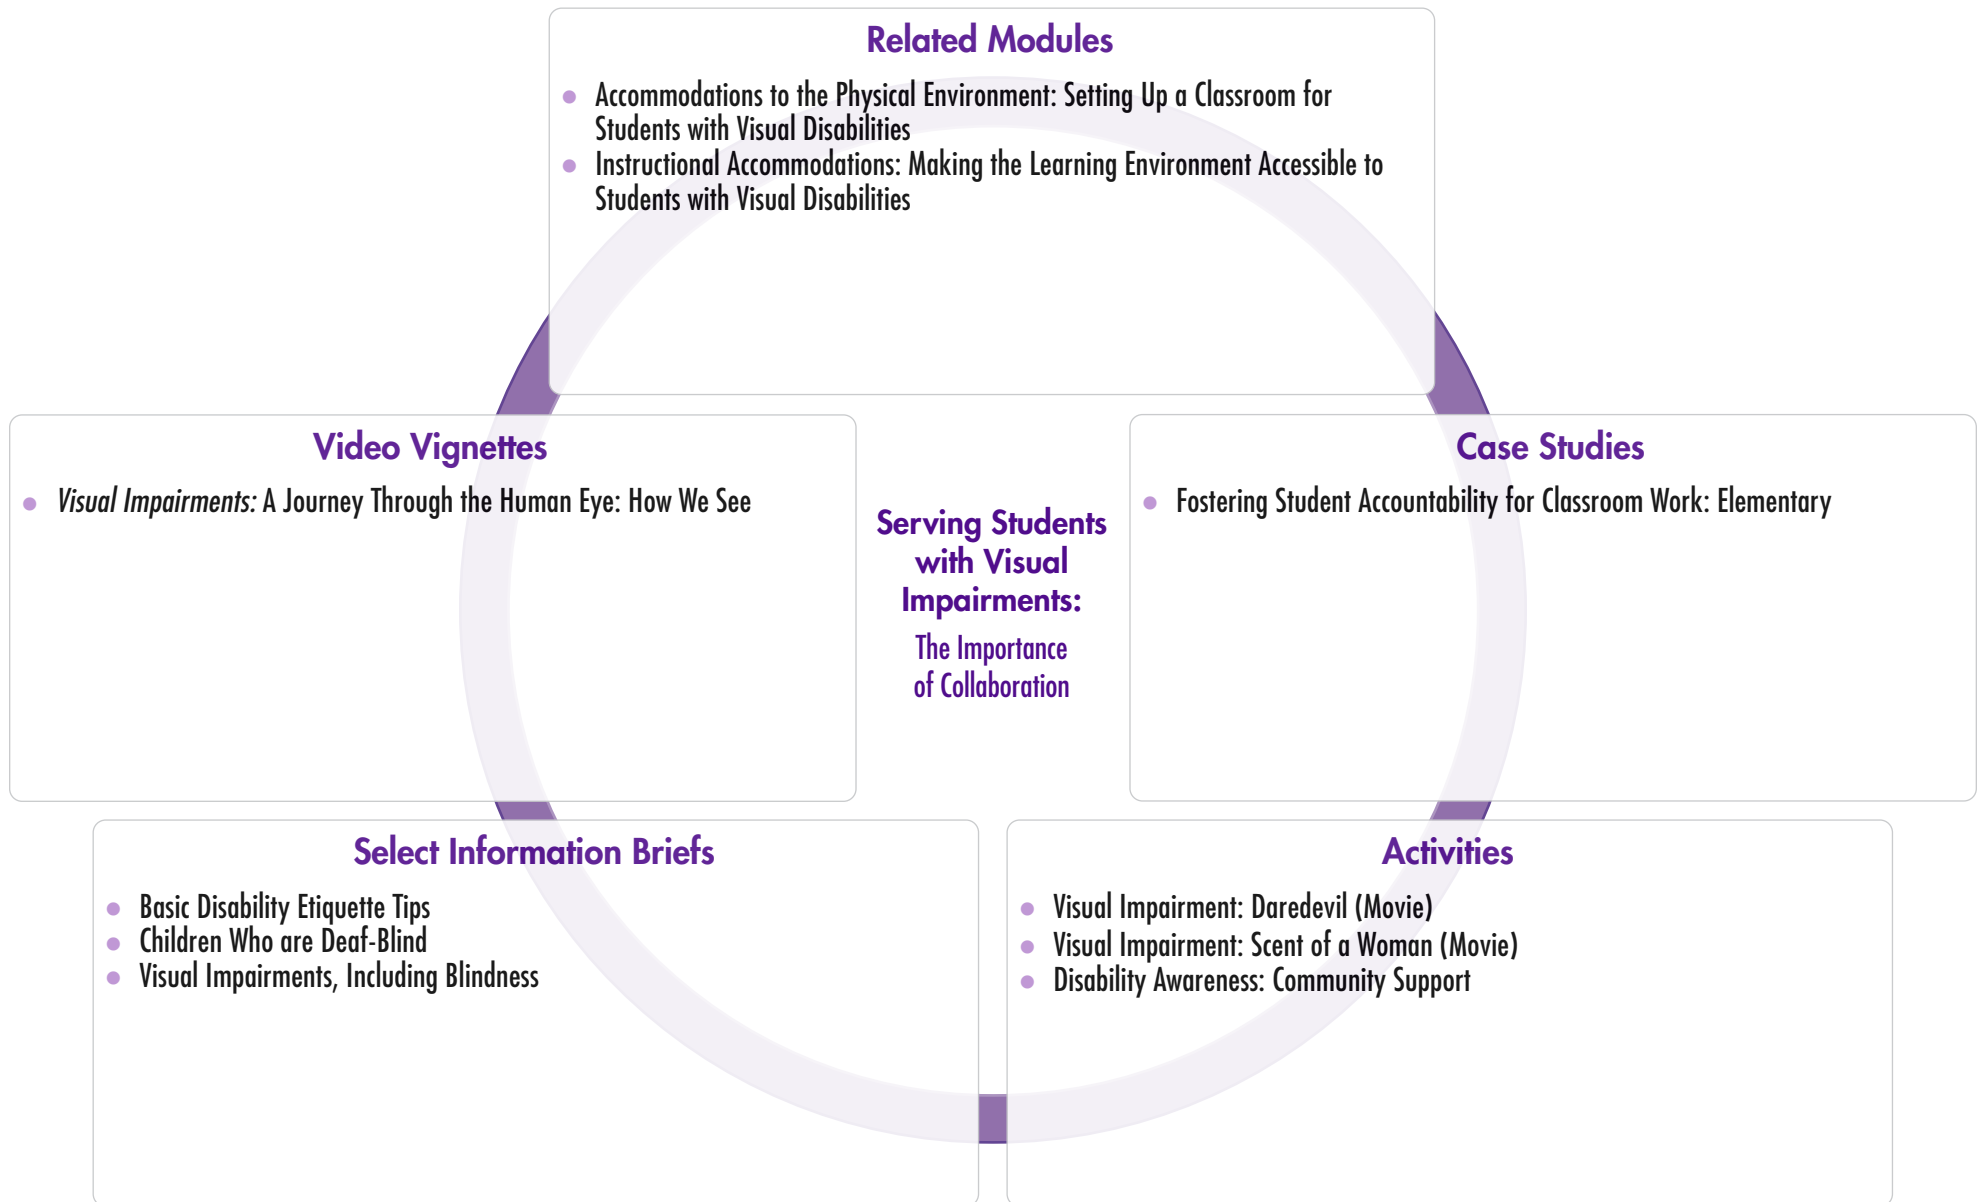 Related Modules
Accommodations to the Physical Environment: Setting Up a Classroom for
Students with Visual Disabilities
Instructional Accommodations: Making the Learning Environment Accessible to
Students with Visual Disabilities
Video Vignettes
Visual Impairments: A Journey Through the Human Eye: How We See
Serving Students
with Visual
Impairments:
The Importance
of Collaboration
Case Studies
Fostering Student Accountability for Classroom Work: Elementary
Select Information Briefs
Basic Disability Etiquette Tips
Children Who are Deaf-Blind
Visual Impairments, Including Blindness
Activities
Visual Impairment: Daredevil (Movie)
Visual Impairment: Scent of a Woman (Movie)
Disability Awareness: Community Support